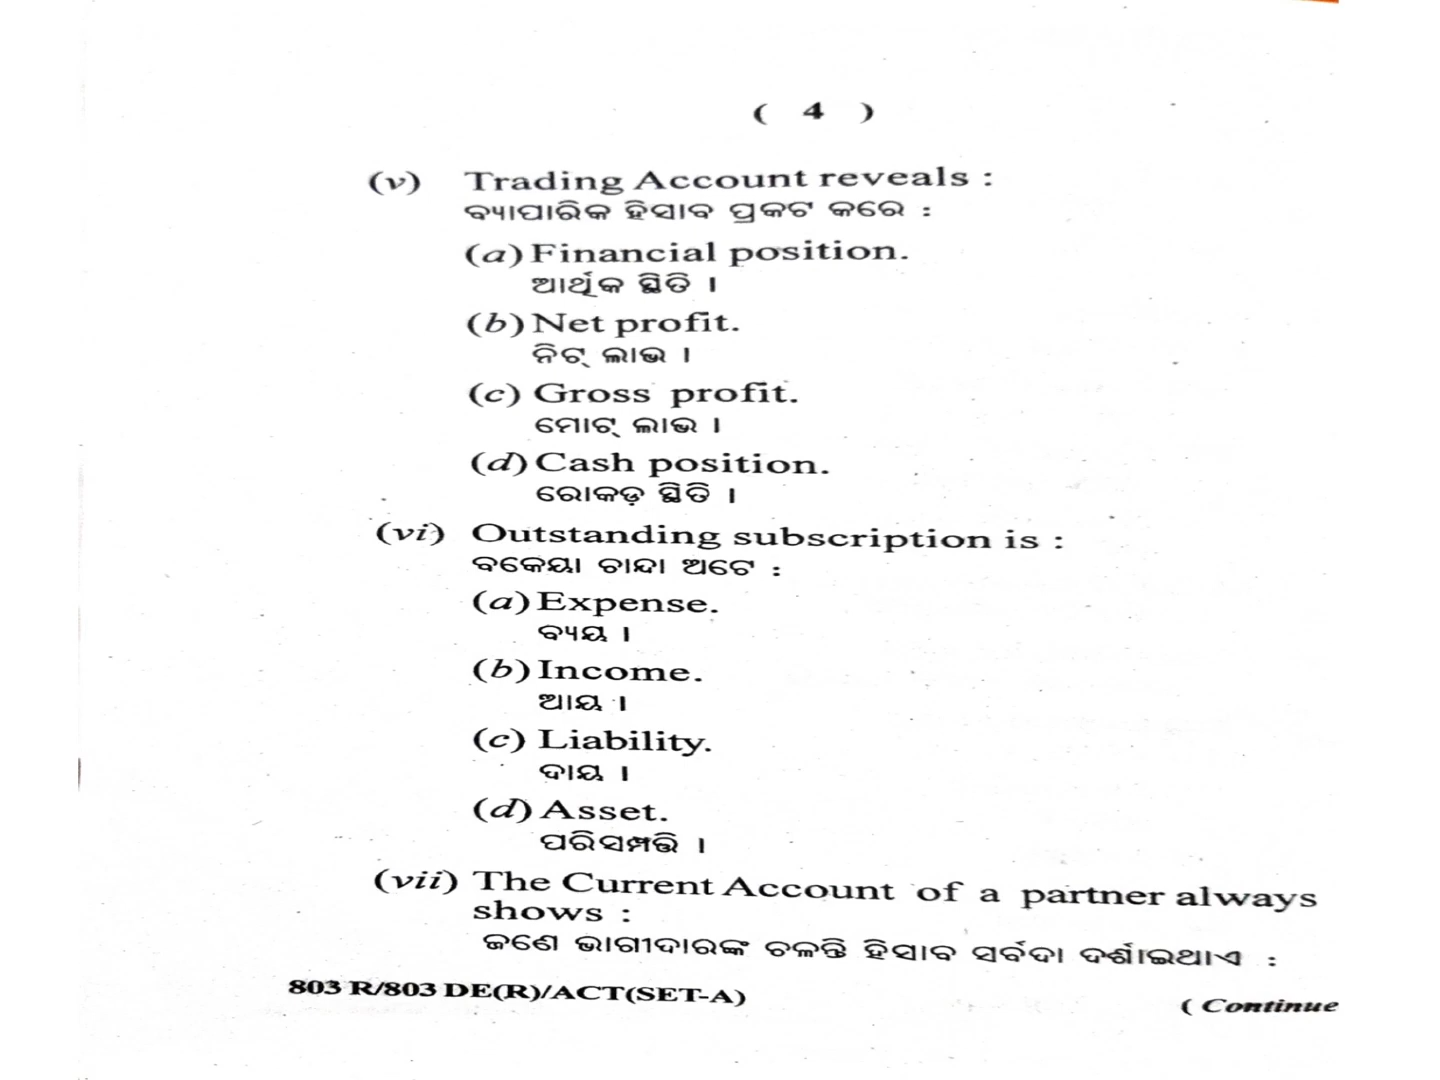 ( 4 )
(v) Trading Account reveals :
ବ୍ୟାପାରିକ ହିସାବ ପ୍ରକଟ କରେ :
(a) Financial position.
ଆର୍ଥିକ ସ୍ଥିତି ।
(b) Net profit.
ନିଟ୍ ଲାଭ ।
(c) Gross profit.
ମୋଟ୍ ଲାଭ ।
(d) Cash position.
ରୋକଡ଼ ସ୍ଥିତି ।
(vi) Outstanding subscription is :
ବକେୟା ଚାନ୍ଦା ଅଟେ :
(a) Expense.
ବ୍ୟୟ ।
(b) Income.
ଆୟ ।
(c) Liability.
ଦାୟ ।
(d) Asset.
ପରିସମ୍ପତ୍ତି ।
(vii) The Current Account of a partner always
shows :
ଜଣେ ଭାଗୀଦାରଙ୍କ ଚଳନ୍ତି ହିସାବ ସର୍ବଦା ଦର୍ଶାଇଥାଏ :
803 R/803 DE(R)/ACT(SET-A)
( Continue